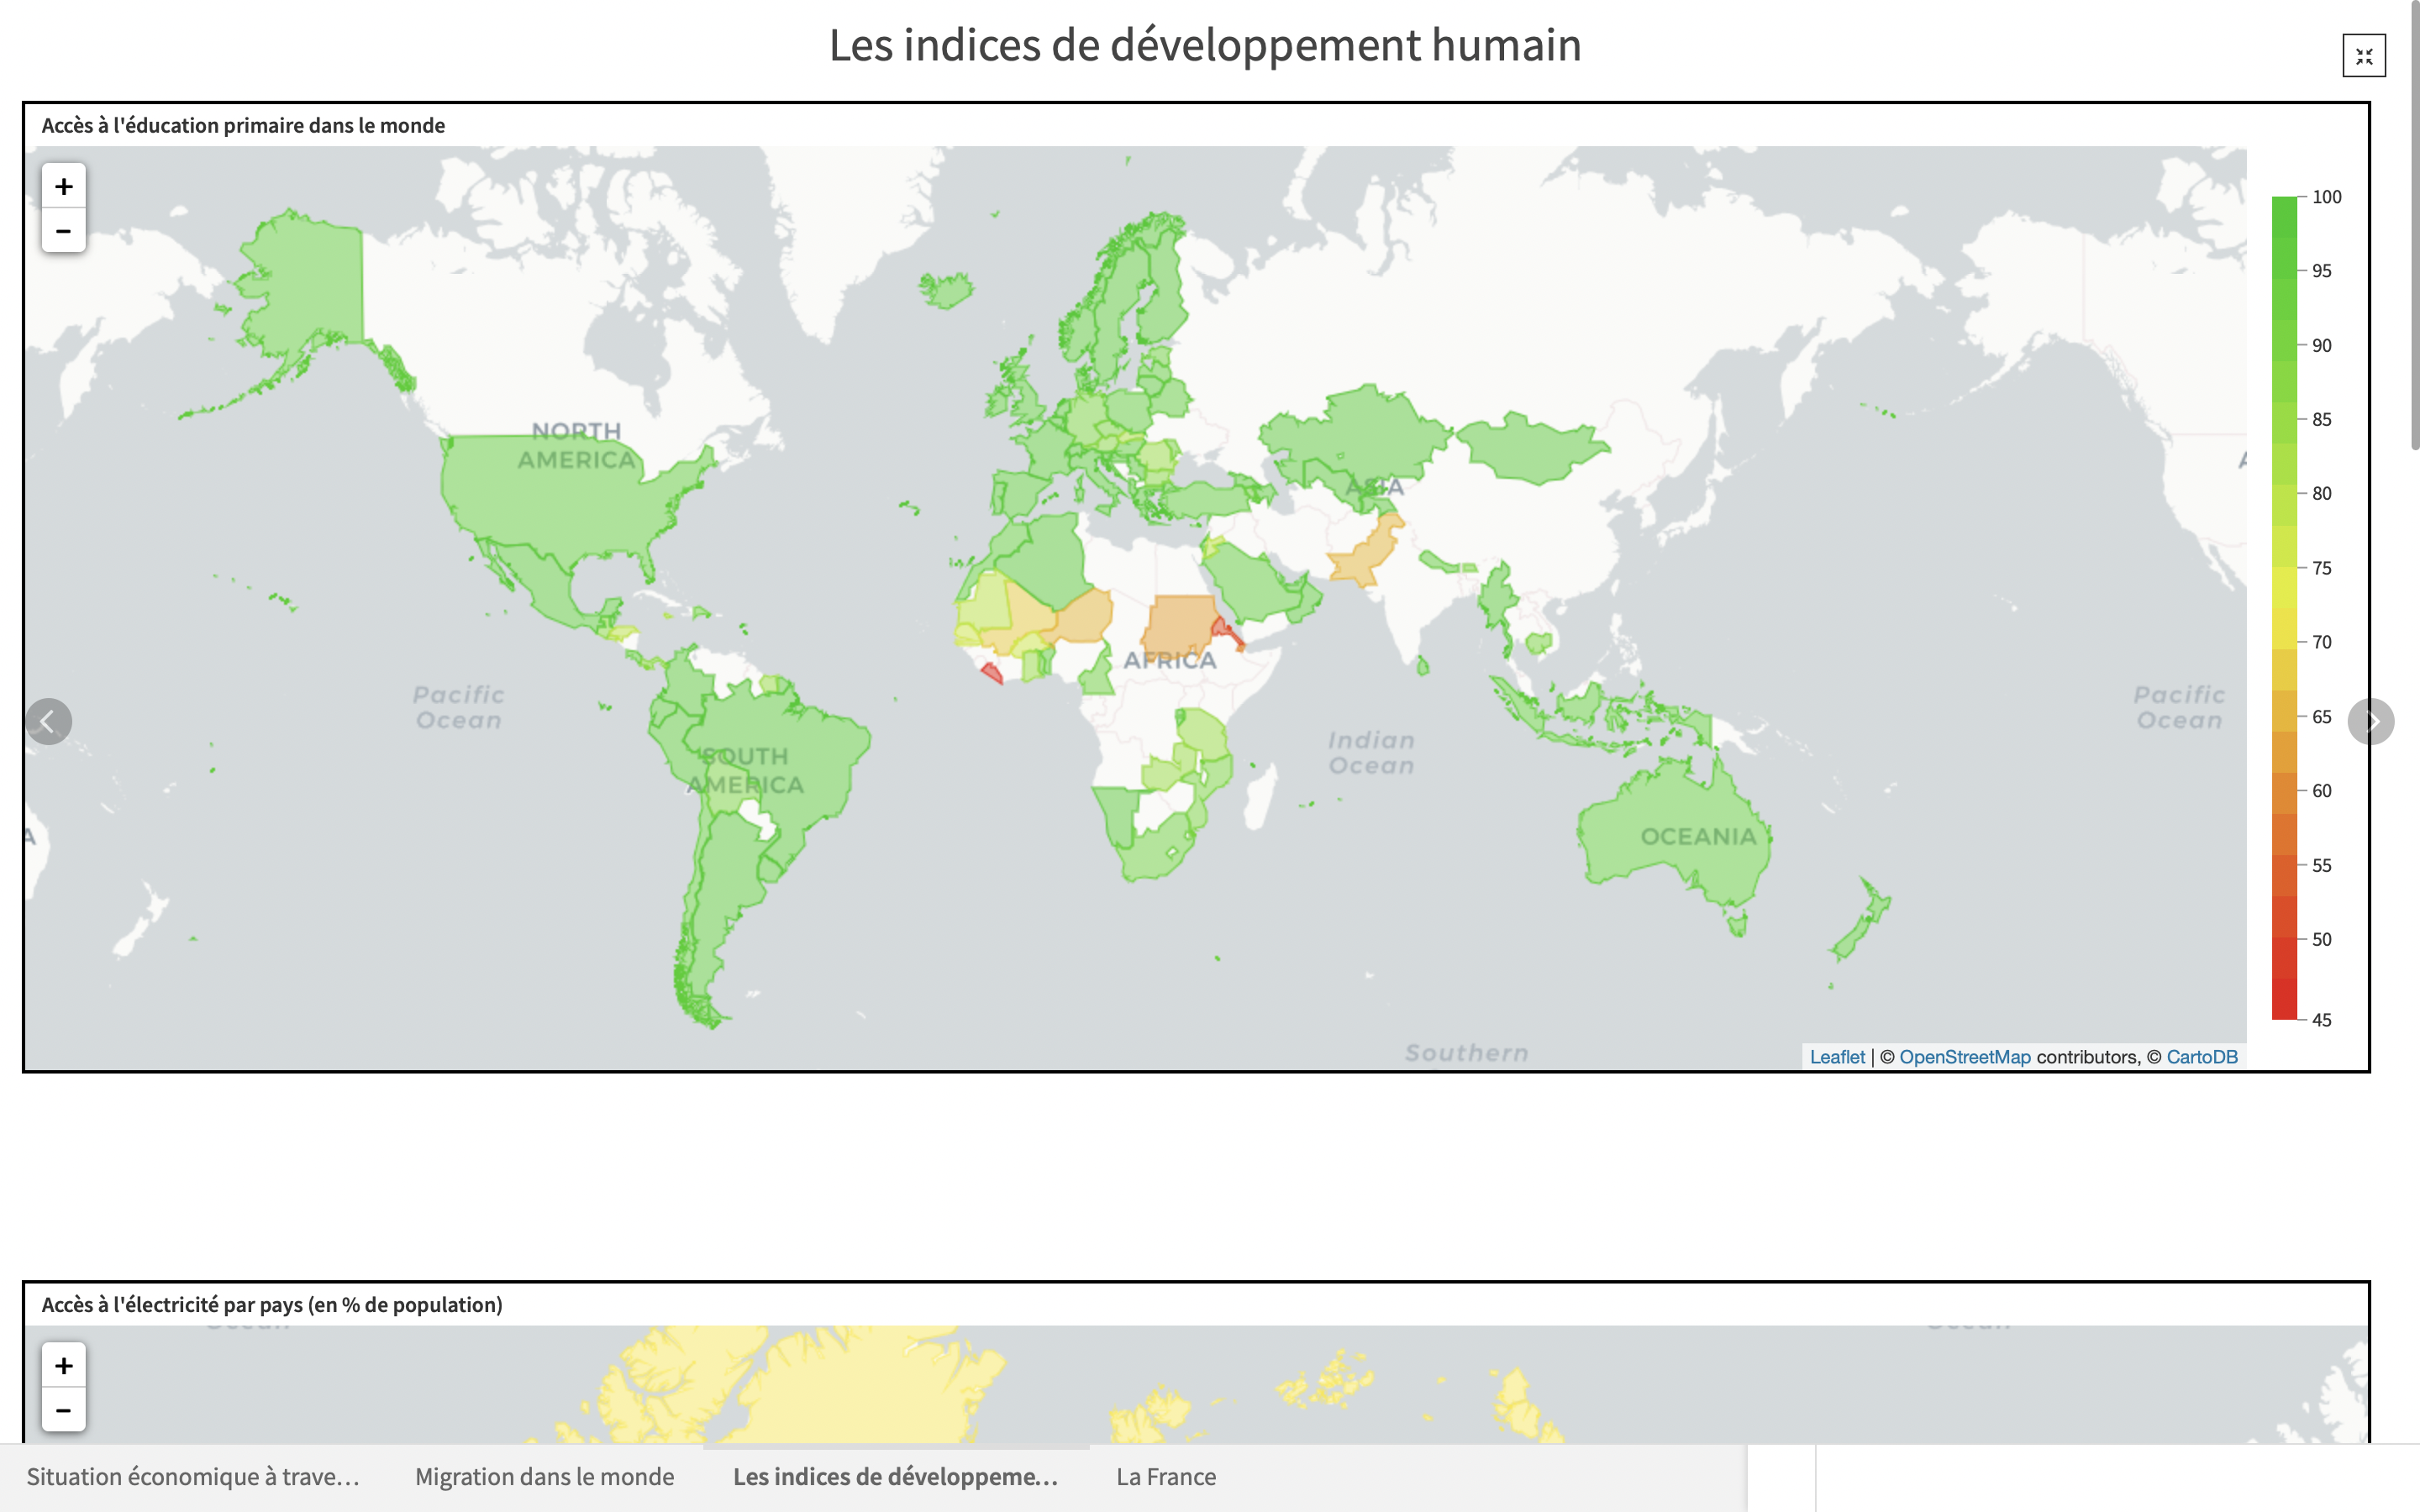 Les indices de développement humain
Accès à l'éducation primaire dans le monde
+
−
NORTH
AMERICA
ASIA
AFRICA
Pacific
Ocean
SOUTH
AMERICA
Indian
Ocean
OCEANIA
Pacific
Ocean
Southern
100
95
90
85
80
75
70
65
60
55
50
45
Leaflet | © OpenStreetMap contributors, © CartoDB
Accès à l'électricité par pays (en % de population)
+
−
Situation économique à trave…
Migration dans le monde
Les indices de développeme…
La France